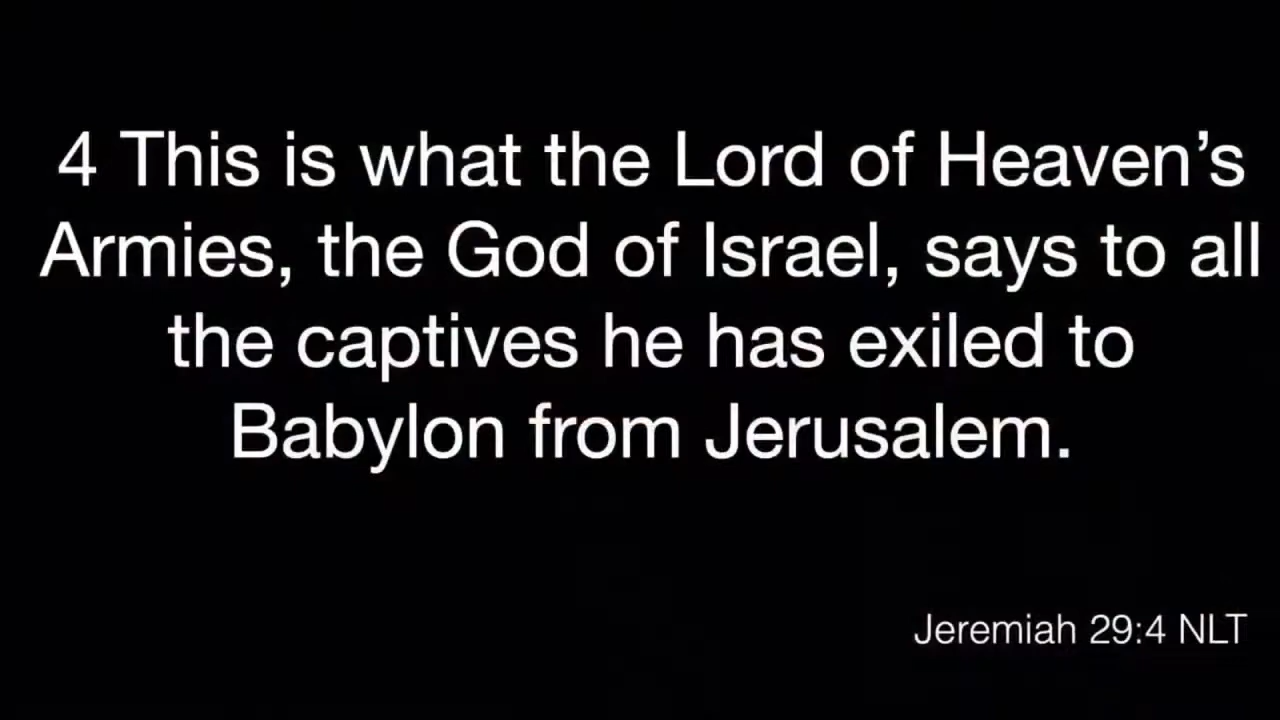 4 This is what the Lord of Heaven’s
Armies, the God of Israel, says to all
the captives he has exiled to
Babylon from Jerusalem.
Jeremiah 29:4 NLT